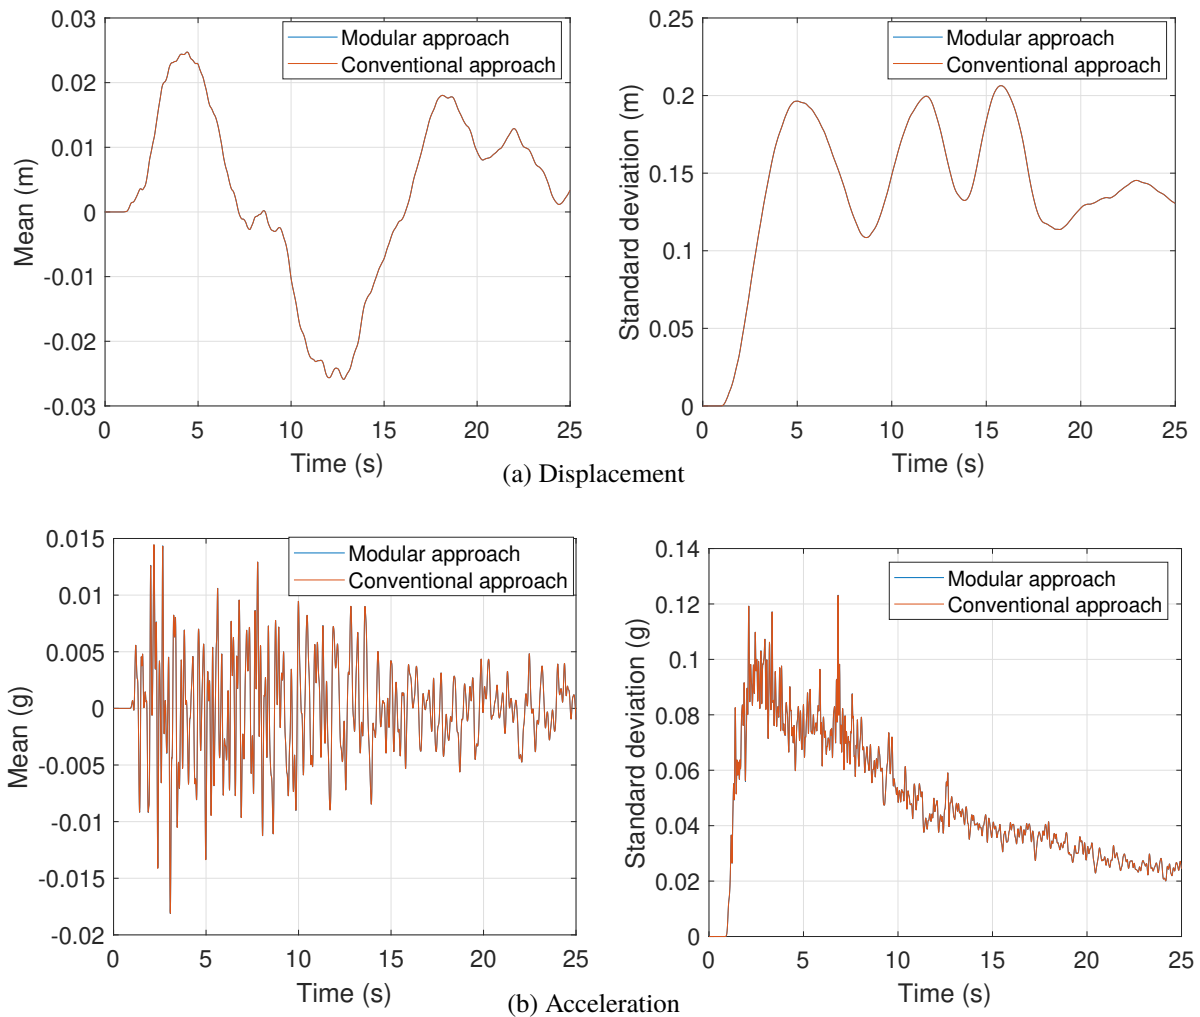 0.03
0.02
0.01
0
-0.01
-0.02
-0.03
Mean (m)
Modular approach
Conventional approach
0 5 10 15 20 25
Time (s)
0.25
0.2
0.15
0.1
0.05
0
Standard deviation (m)
Modular approach
Conventional approach
0 5 10 15 20 25
Time (s)
(a) Displacement
0.015
0.01
0.005
0
-0.005
-0.01
-0.015
-0.02
Mean (g)
Modular approach
Conventional approach
0 5 10 15 20 25
Time (s)
0.14
0.12
0.1
0.08
0.06
0.04
0.02
0
Standard deviation (g)
Modular approach
Conventional approach
0 5 10 15 20 25
Time (s)
(b) Acceleration